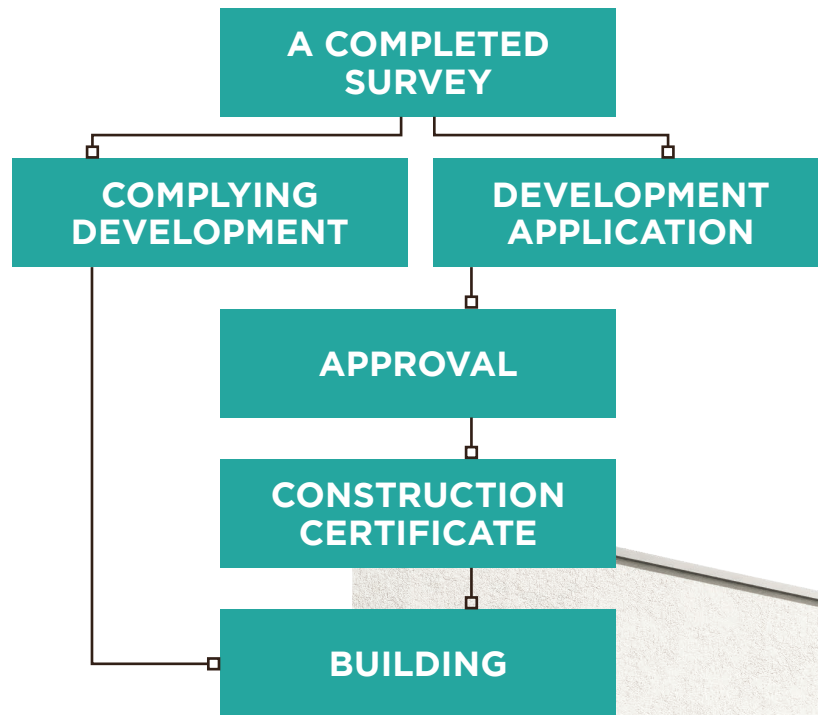 A COMPLETED
SURVEY
COMPLYING
DEVELOPMENT
DEVELOPMENT
APPLICATION
APPROVAL
CONSTRUCTION
CERTIFICATE
BUILDING